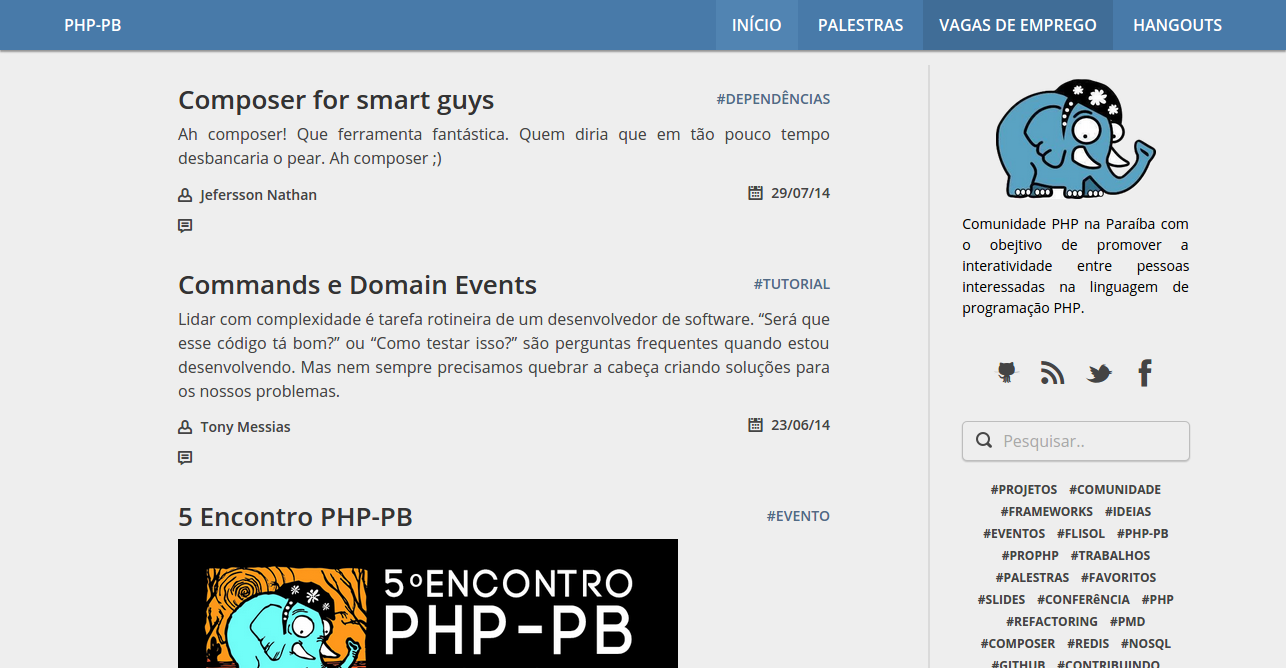 PHP-PB
INÍCIO
PALESTRAS
VAGAS DE EMPREGO
HANGOUTS
Composer for smart guys
#DEPENDÊNCIAS
Ah composer! Que ferramenta fantástica. Quem diria que em tão pouco tempo
desbancaria o pear. Ah composer ;)
Jefersson Nathan
29/07/14
Commands e Domain Events
#TUTORIAL
Lidar com complexidade é tarefa rotineira de um desenvolvedor de software. “Será que
esse código tá bom?” ou “Como testar isso?” são perguntas frequentes quando estou
desenvolvendo. Mas nem sempre precisamos quebrar a cabeça criando soluções para
os nossos problemas.
Tony Messias
23/06/14
5 Encontro PHP-PB
#EVENTO
5º ENCONTRO
PHP-PB
Comunidade PHP na Paraíba com
o obejtivo de promover a
interatividade entre pessoas
interessadas na linguagem de
programação PHP.
Pesquisar..
#PROJETOS #COMUNIDADE
#FRAMEWORKS #IDEIAS
#EVENTOS #FLISOL #PHP-PB
#PROPHP #TRABALHOS
#PALESTRAS #FAVORITOS
#SLIDES #CONFERêNCIA #PHP
#REFACTORING #PMD
#COMPOSER #REDIS #NOSQL
#GITHUB #CONTRIBUINDO